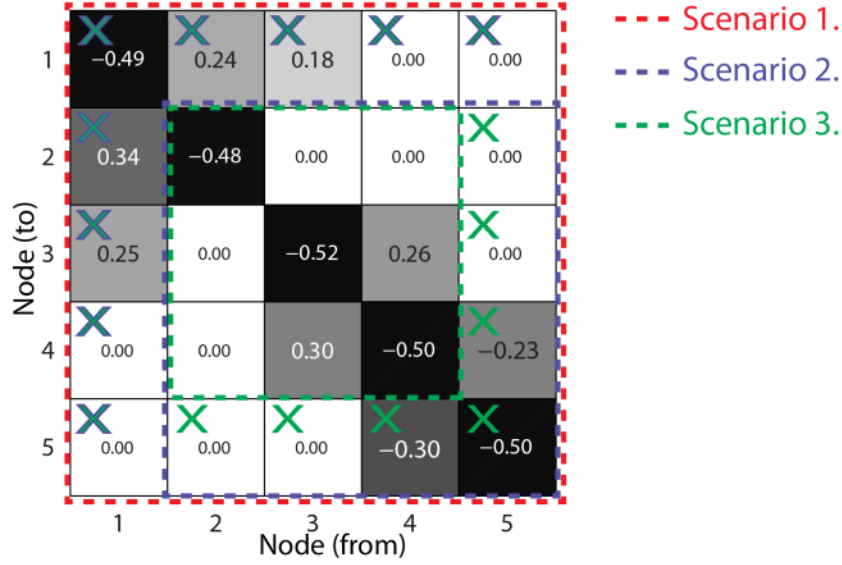 1 −0.49 0.24 0.18 0.00 0.00
2 0.34 −0.48 0.00 0.00 0.00
3 0.25 0.00 −0.52 0.26 0.00
4 0.00 0.00 0.30 −0.50 −0.23
5 0.00 0.00 0.00 −0.30 −0.50
1 2 3 4 5
Node (from)
Node (to)
Scenario 1.
Scenario 2.
Scenario 3.